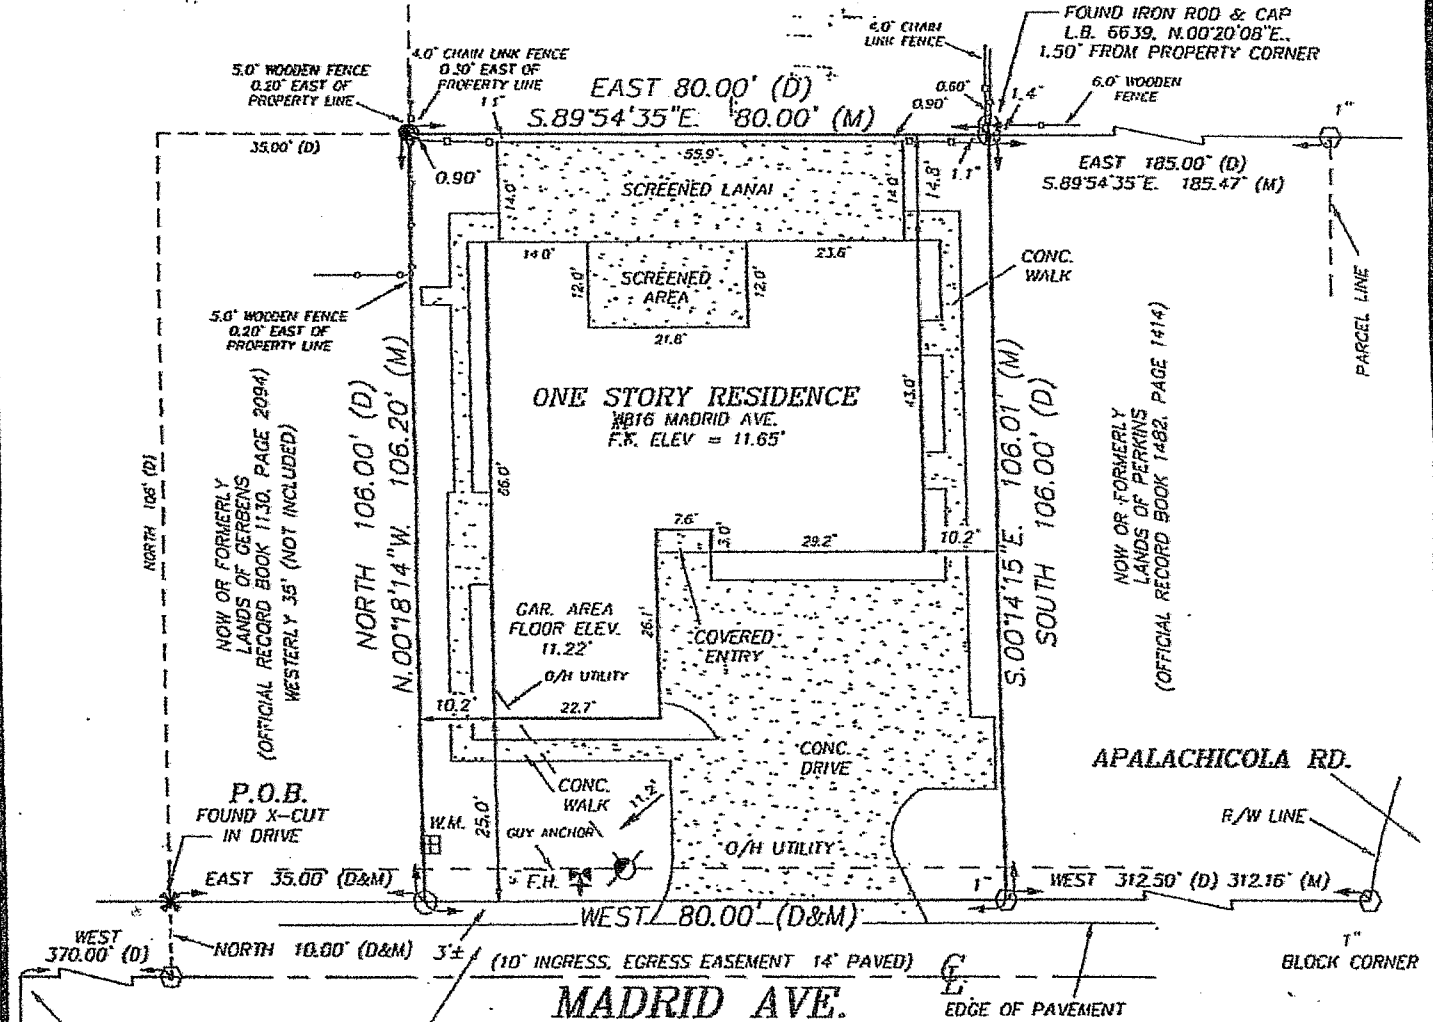 FOUND IRON ROD & CAP
L.B. 6639, N.00°20'08"E.,
1.50' FROM PROPERTY CORNER
4.0' CHAIN
LINK FENCE
4.0' CHAIN LINK FENCE
0.30' EAST OF
PROPERTY LINE
5.0' WOODEN FENCE
0.20' EAST OF
PROPERTY LINE
EAST 80.00' (D)
S.89°54'35"E. 80.00' (M)
1.1'
0.60'
0.90'
1.4'
6.0' WOODEN
FENCE
1"
35.00' (D)
0.90'
55.9'
1.1'
EAST 185.00' (D)
S.89°54'35"E. 185.47' (M)
14.0'
SCREENED LANAI
14.0'
14.8'
14.0'
23.6'
CONC.
WALK
12.0'
SCREENED
AREA
12.0'
21.8'
PARCEL LINE
5.0' WOODEN FENCE
0.20' EAST OF
PROPERTY LINE
ONE STORY RESIDENCE
816 MADRID AVE.
F.F. ELEV = 11.65'
43.0'
66.0'
NORTH 106' (D)
NOW OR FORMERLY
LANDS OF GERBENS
(OFFICIAL RECORD BOOK 1130, PAGE 2094)
WESTERLY 35' (NOT INCLUDED)
NORTH 106.00' (D)
N.00°18'14"W. 106.20' (M)
S.00°14'15"E. 106.01' (M)
SOUTH 106.00' (D)
NOW OR FORMERLY
LANDS OF PERKINS
(OFFICIAL RECORD BOOK 1482, PAGE 1414)
7.6'
3.0'
29.2'
10.2'
GAR. AREA
FLOOR ELEV.
11.22'
26.1'
COVERED
ENTRY
O/H UTILITY
10.2'
22.7'
CONC.
DRIVE
APALACHICOLA RD.
P.O.B.
FOUND X-CUT
IN DRIVE
CONC.
WALK
11.2'
R/W LINE
W.M.
25.0'
GUY ANCHOR
O/H UTILITY
F.H.
EAST 35.00' (D&M)
1"
WEST 312.50' (D) 312.16' (M)
WEST 80.00' (D&M)
WEST
370.00' (D)
NORTH 10.00' (D&M)
3'±
(10' INGRESS, EGRESS EASEMENT 14' PAVED)
CL
1"
BLOCK CORNER
MADRID AVE.
EDGE OF PAVEMENT